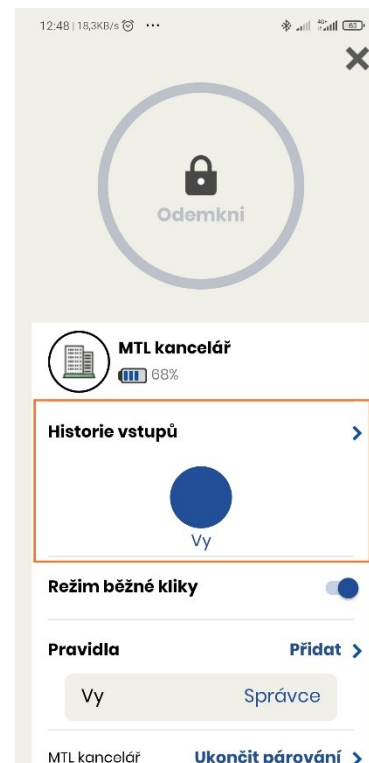 12:48 | 18,3KB/s
Odemkni
MTL kancelář
68%
Historie vstupů
Vy
Režim běžné kliky
Pravidla Přidat
Vy Správce
MTL kancelář Ukončit párování